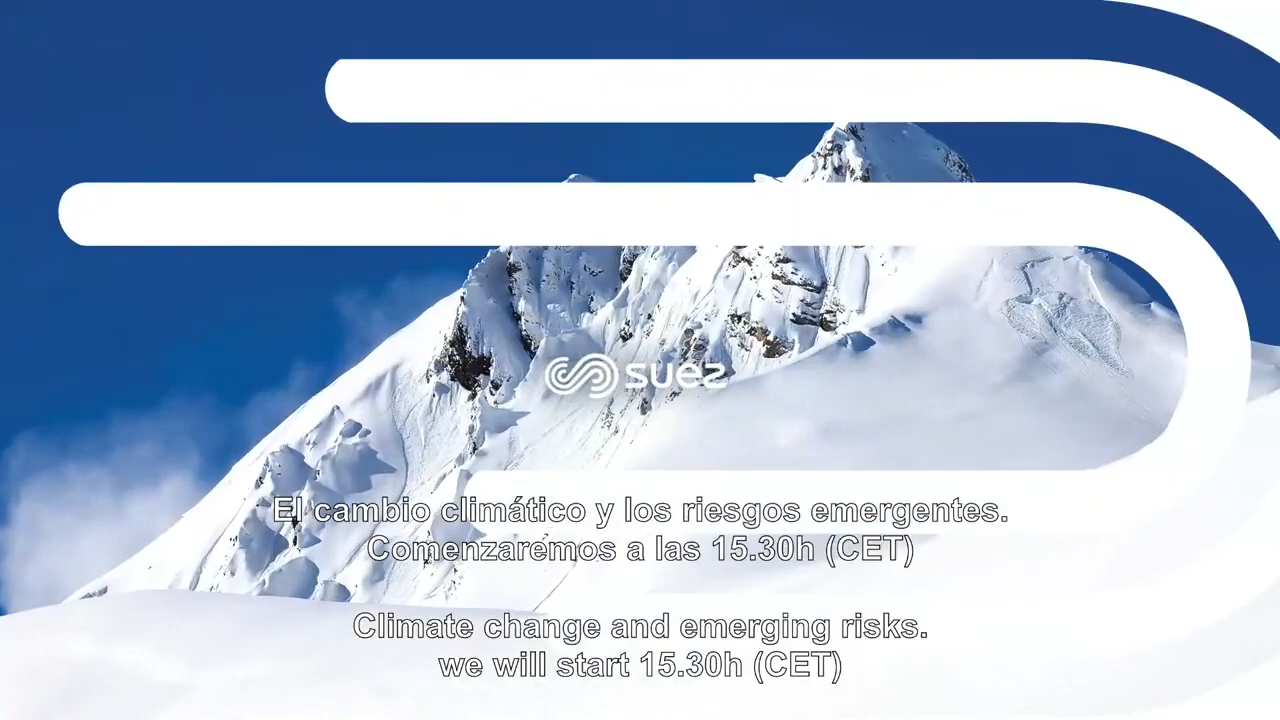 suez
El cambio climático y los riesgos emergentes.
Comenzaremos a las 15.30h (CET)
Climate change and emerging risks.
we will start 15.30h (CET)